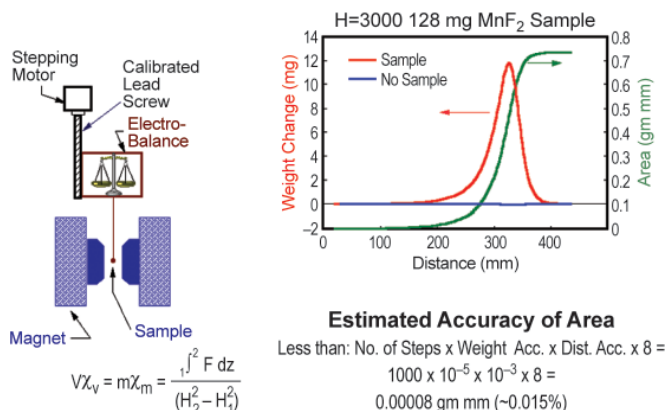 Stepping
Motor
Calibrated
Lead
Screw
Electro-
Balance
Magnet
Sample
Vχᵥ = mχₘ = ₁∫² F dz / (H₂² – H₁²)
H=3000 128 mg MnF₂ Sample
Weight Change (mg)
14
12
10
8
6
4
2
0
–2
Sample
No Sample
0.8
0.7
0.6
0.5
0.4
0.3
0.2
0.1
0
Area (gm mm)
0 100 200 300 400
Distance (mm)
Estimated Accuracy of Area
Less than: No. of Steps x Weight Acc. x Dist. Acc. x 8 =
1000 x 10⁻⁵ x 10⁻³ x 8 =
0.00008 gm mm (~0.015%)